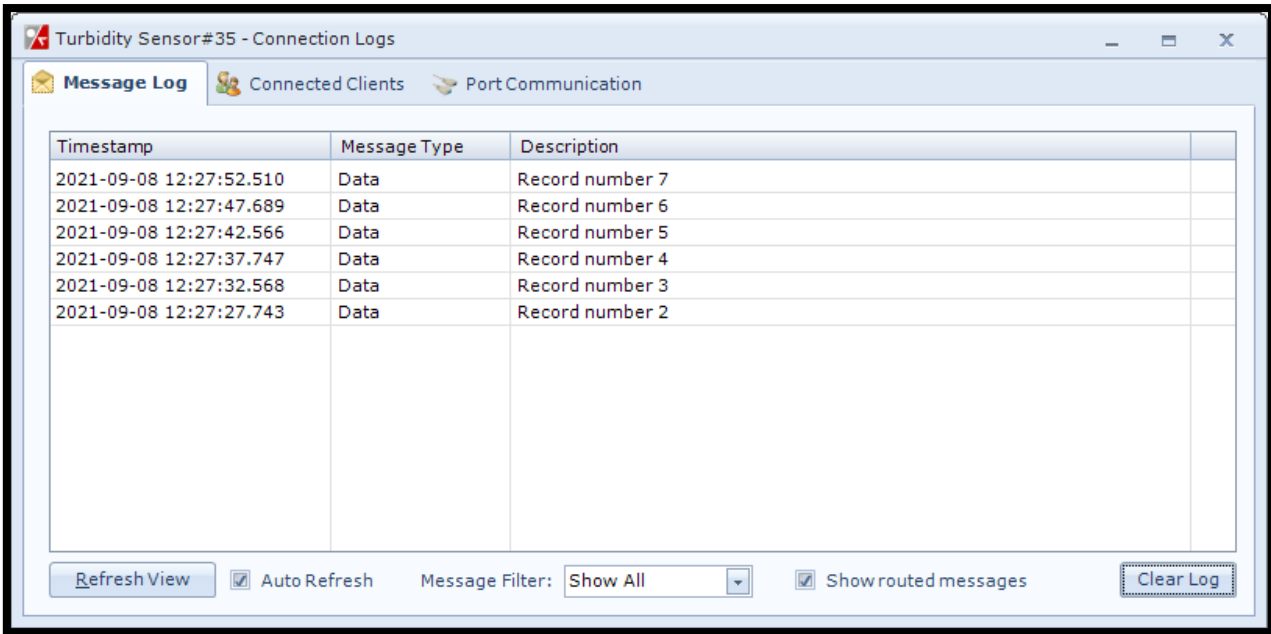 Turbidity Sensor#35 - Connection Logs
Message Log Connected Clients Port Communication
Timestamp Message Type Description
2021-09-08 12:27:52.510 Data Record number 7
2021-09-08 12:27:47.689 Data Record number 6
2021-09-08 12:27:42.566 Data Record number 5
2021-09-08 12:27:37.747 Data Record number 4
2021-09-08 12:27:32.568 Data Record number 3
2021-09-08 12:27:27.743 Data Record number 2
Refresh View Auto Refresh Message Filter: Show All Show routed messages Clear Log